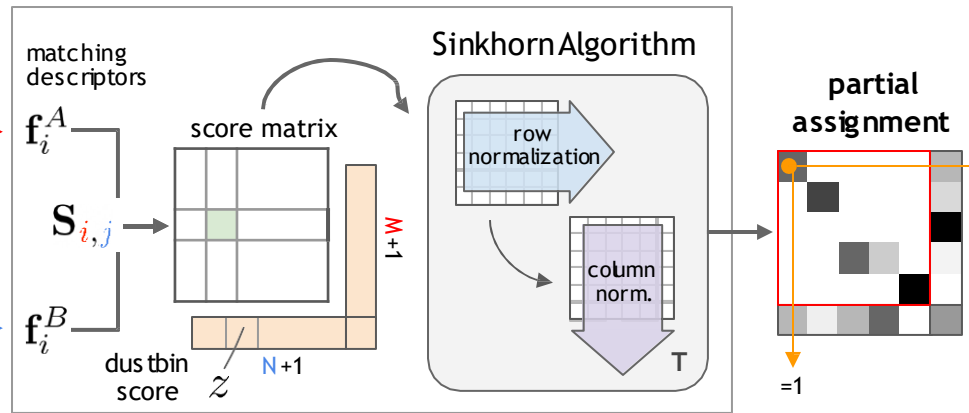 matching
descriptors
f_i^A
S_{i,j}
f_i^B
score matrix
M+1
dustbin
score
z
N+1
Sinkhorn Algorithm
row
normalization
column
norm.
T
partial
assignment
=1